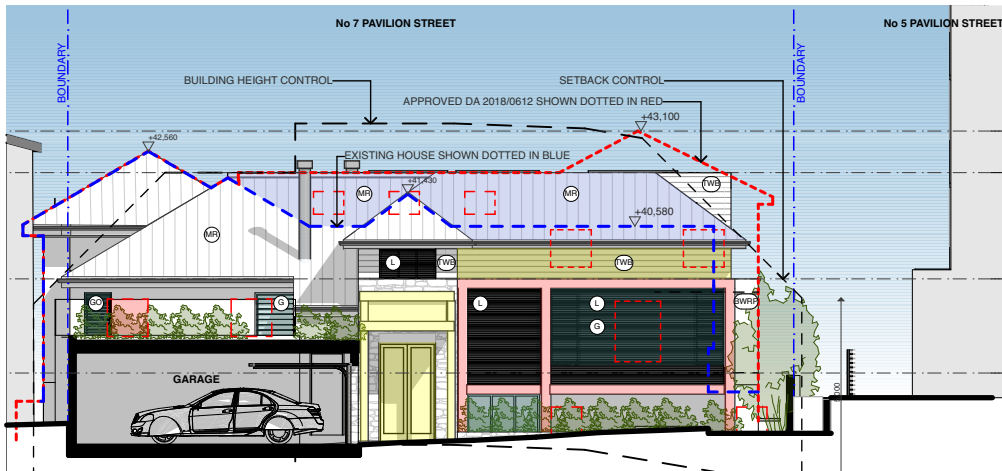 No 7 PAVILION STREET
No 5 PAVILION STREET
BOUNDARY
BOUNDARY
BUILDING HEIGHT CONTROL
SETBACK CONTROL
APPROVED DA 2018/0612 SHOWN DOTTED IN RED
+43,100
+42,560
EXISTING HOUSE SHOWN DOTTED IN BLUE
TWB
MR
+41,430
MR
+40,580
MR
L
TWB
TWB
GO
G
L
L
BWRP
G
GARAGE